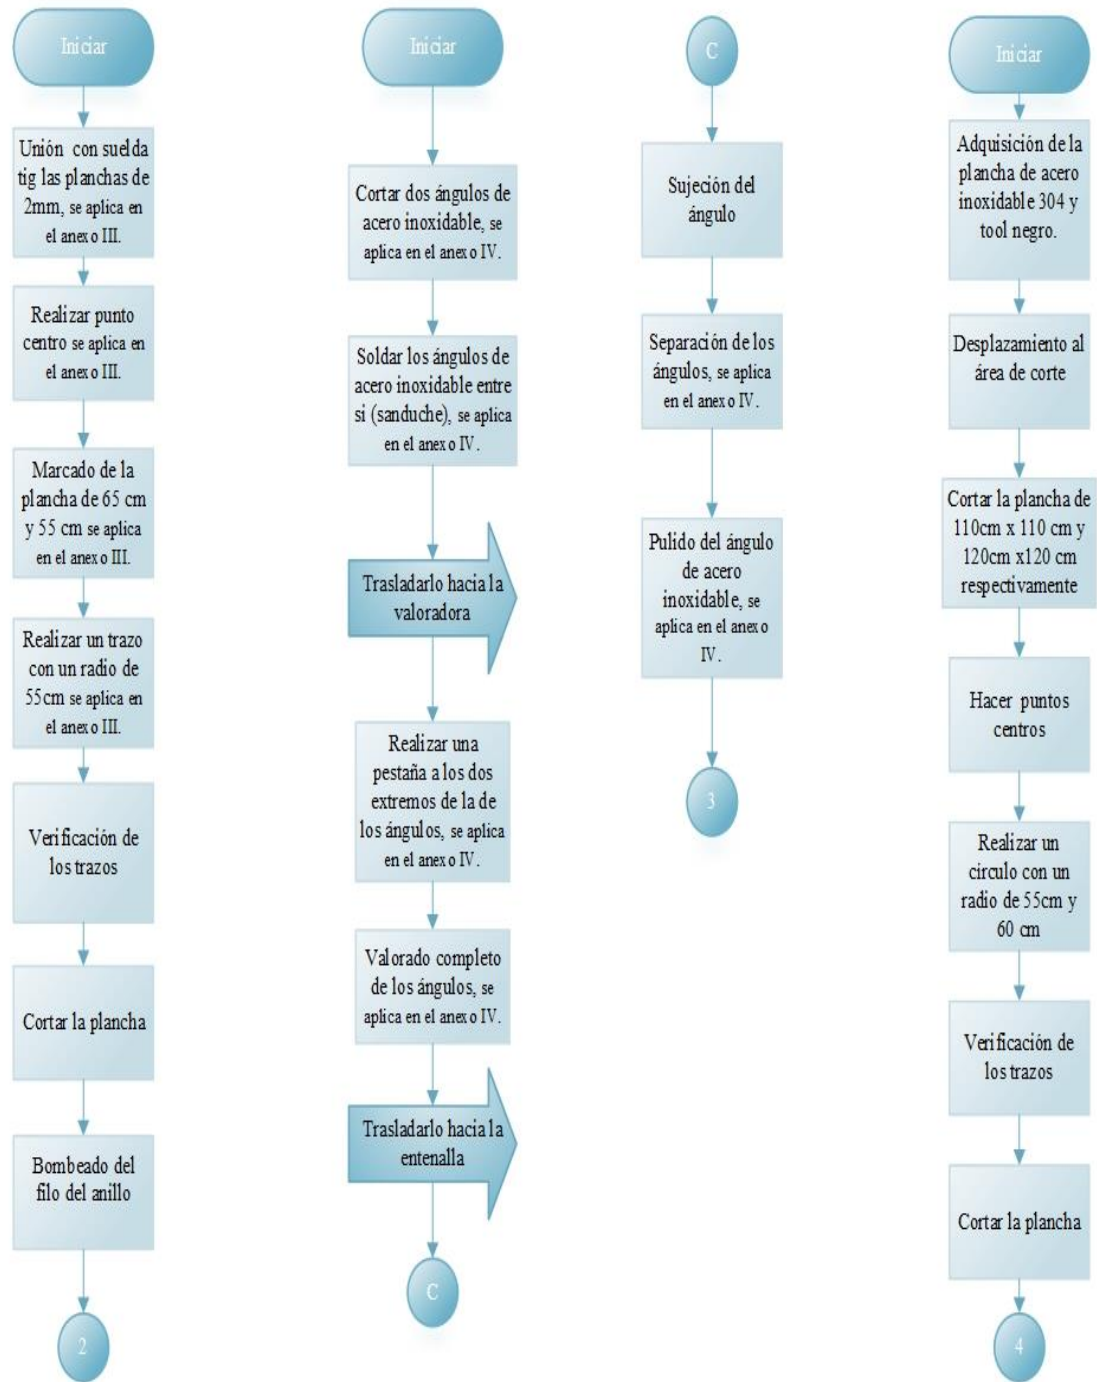 Iniciar
Unión con suelda
tig las planchas de
2mm, se aplica en
el anexo III.
Realizar punto
centro se aplica en
el anexo III.
Marcado de la
plancha de 65 cm
y 55 cm se aplica
en el anexo III.
Realizar un trazo
con un radio de
55cm se aplica en
el anexo III.
Verificación de
los trazos
Cortar la plancha
Bombeado del
filo del anillo
2
Iniciar
Cortar dos ángulos de
acero inoxidable, se
aplica en el anexo IV.
Soldar los ángulos de
acero inoxidable entre
si (sanduche), se aplica
en el anexo IV.
Trasladarlo hacia la
valoradora
Realizar una
pestaña a los dos
extremos de la de
los ángulos, se aplica
en el anexo IV.
Valorado completo
de los ángulos, se
aplica en el anexo IV.
Trasladarlo hacia la
entenalla
C
C
Sujeción del
ángulo
Separación de los
ángulos, se aplica
en el anexo IV.
Pulido del ángulo
de acero
inoxidable, se
aplica en el anexo
IV.
3
Iniciar
Adquisición de la
plancha de acero
inoxidable 304 y
tool negro.
Desplazamiento al
área de corte
Cortar la plancha de
110cm x 110 cm y
120cm x120 cm
respectivamente
Hacer puntos
centros
Realizar un
circulo con un
radio de 55cm y
60 cm
Verificación de
los trazos
Cortar la plancha
4